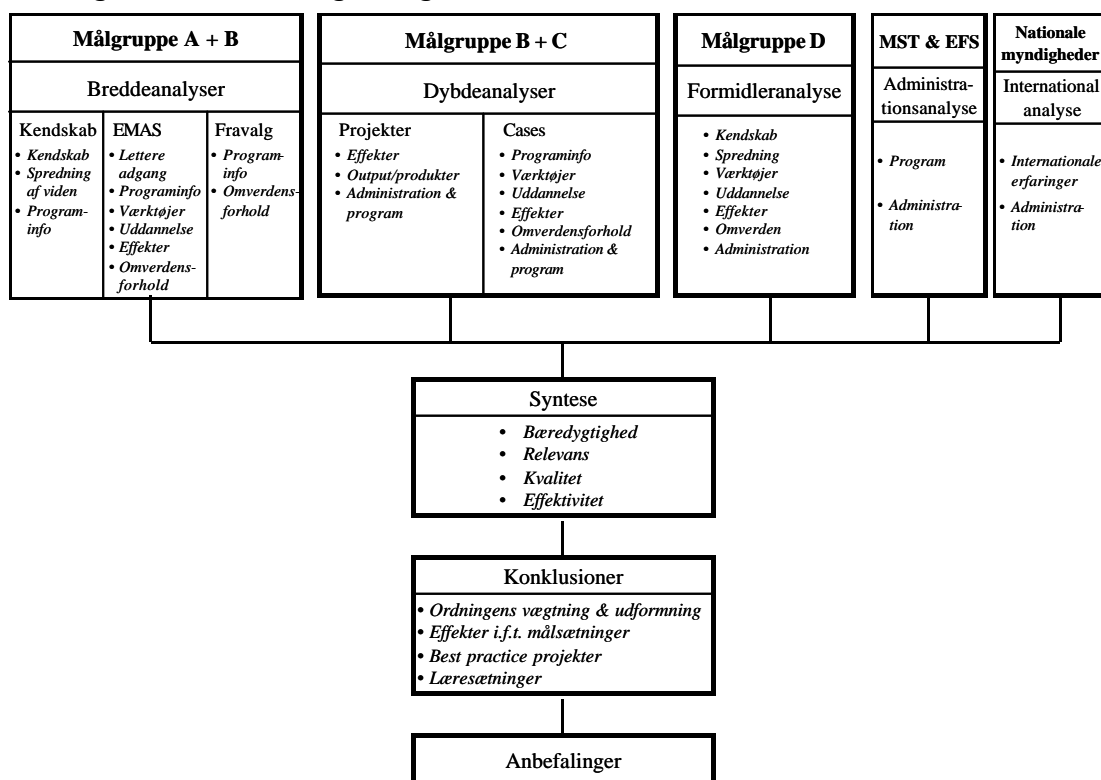 Målgruppe A + B
Breddeanalyser
Kendskab
• Kendskab
• Spredning
af viden
• Program-
info
EMAS
• Lettere
adgang
• Programinfo
• Værktøjer
• Uddannelse
• Effekter
• Omverdens-
forhold
Fravalg
• Program-
info
• Omverdens-
forhold
Målgruppe B + C
Dybdeanalyser
Projekter
• Effekter
• Output/produkter
• Administration &
program
Cases
• Programinfo
• Værktøjer
• Uddannelse
• Effekter
• Omverdensforhold
• Administration &
program
Målgruppe D
Formidleranalyse
• Kendskab
• Spredning
• Værktøjer
• Uddannelse
• Effekter
• Omverden
• Administration
MST & EFS
Administra-
tionsanalyse
• Program
• Administra-
tion
Nationale
myndigheder
International
analyse
• Internationale
erfaringer
• Administra-
tion
Syntese
• Bæredygtighed
• Relevans
• Kvalitet
• Effektivitet
Konklusioner
• Ordningens vægtning & udformning
• Effekter i.f.t. målsætninger
• Best practice projekter
• Læresætninger
Anbefalinger